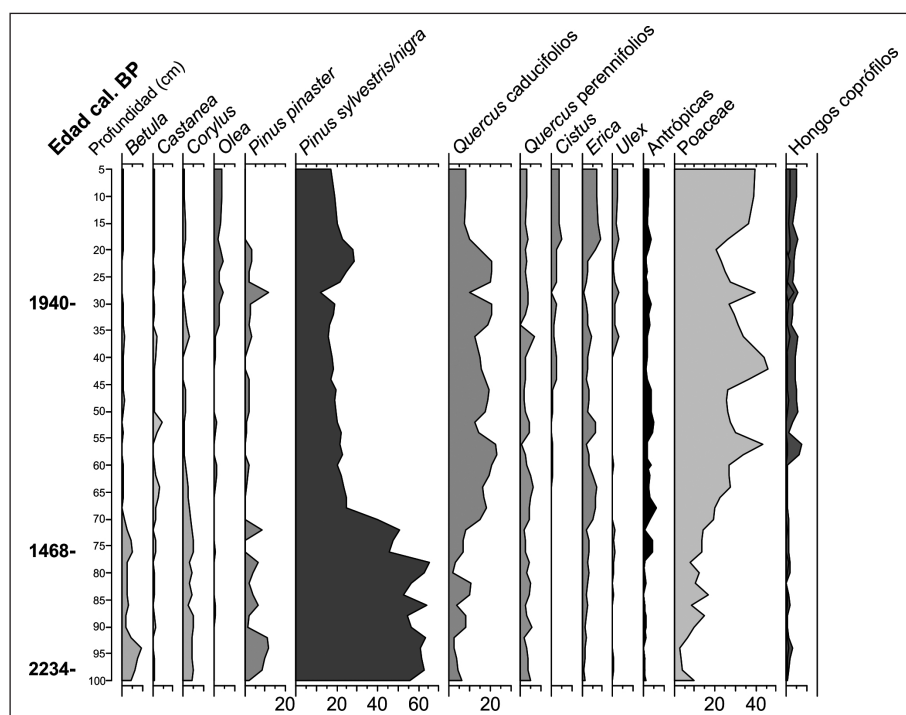 Edad cal. BP
Profundidad (cm)
Betula
Castanea
Corylus
Olea
Pinus pinaster
Pinus sylvestris/nigra
Quercus caducifolios
Quercus perennifolios
Cistus
Erica
Ulex
Antrópicas
Poaceae
Hongos coprófilos
5
10
15
20
25
1940-
30
35
40
45
50
55
60
65
70
1468-
75
80
85
90
95
2234-
100
20
20
40
60
20
20
40